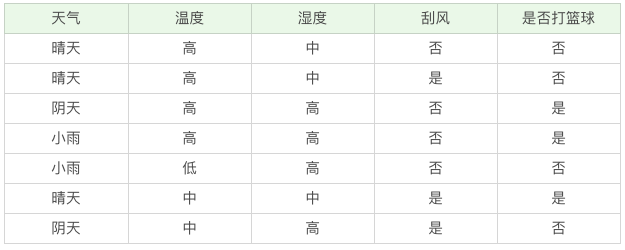 天气 温度 湿度 刮风 是否打篮球
晴天 高 中 否 否
晴天 高 中 是 否
阴天 高 高 否 是
小雨 高 高 否 是
小雨 低 高 否 否
晴天 中 中 是 是
阴天 中 高 是 否